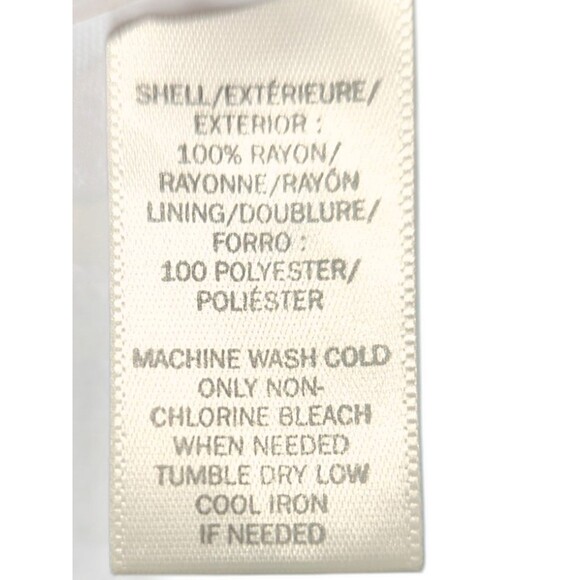 SHELL/EXTÉRIEURE/
EXTERIOR :
100% RAYON/
RAYONNE/RAYÓN
LINING/DOUBLURE/
FORRO :
100 POLYESTER/
POLIÉSTER
MACHINE WASH COLD
ONLY NON-
CHLORINE BLEACH
WHEN NEEDED
TUMBLE DRY LOW
COOL IRON
IF NEEDED